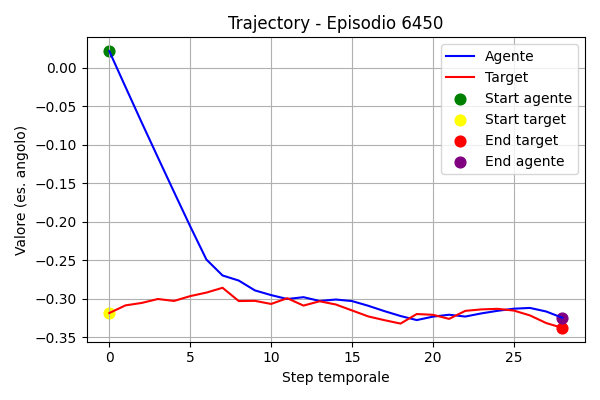 Trajectory - Episodio 6450
Agente
Target
Start agente
Start target
End target
End agente
Valore (es. angolo)
0.00
−0.05
−0.10
−0.15
−0.20
−0.25
−0.30
−0.35
0 5 10 15 20 25
Step temporale